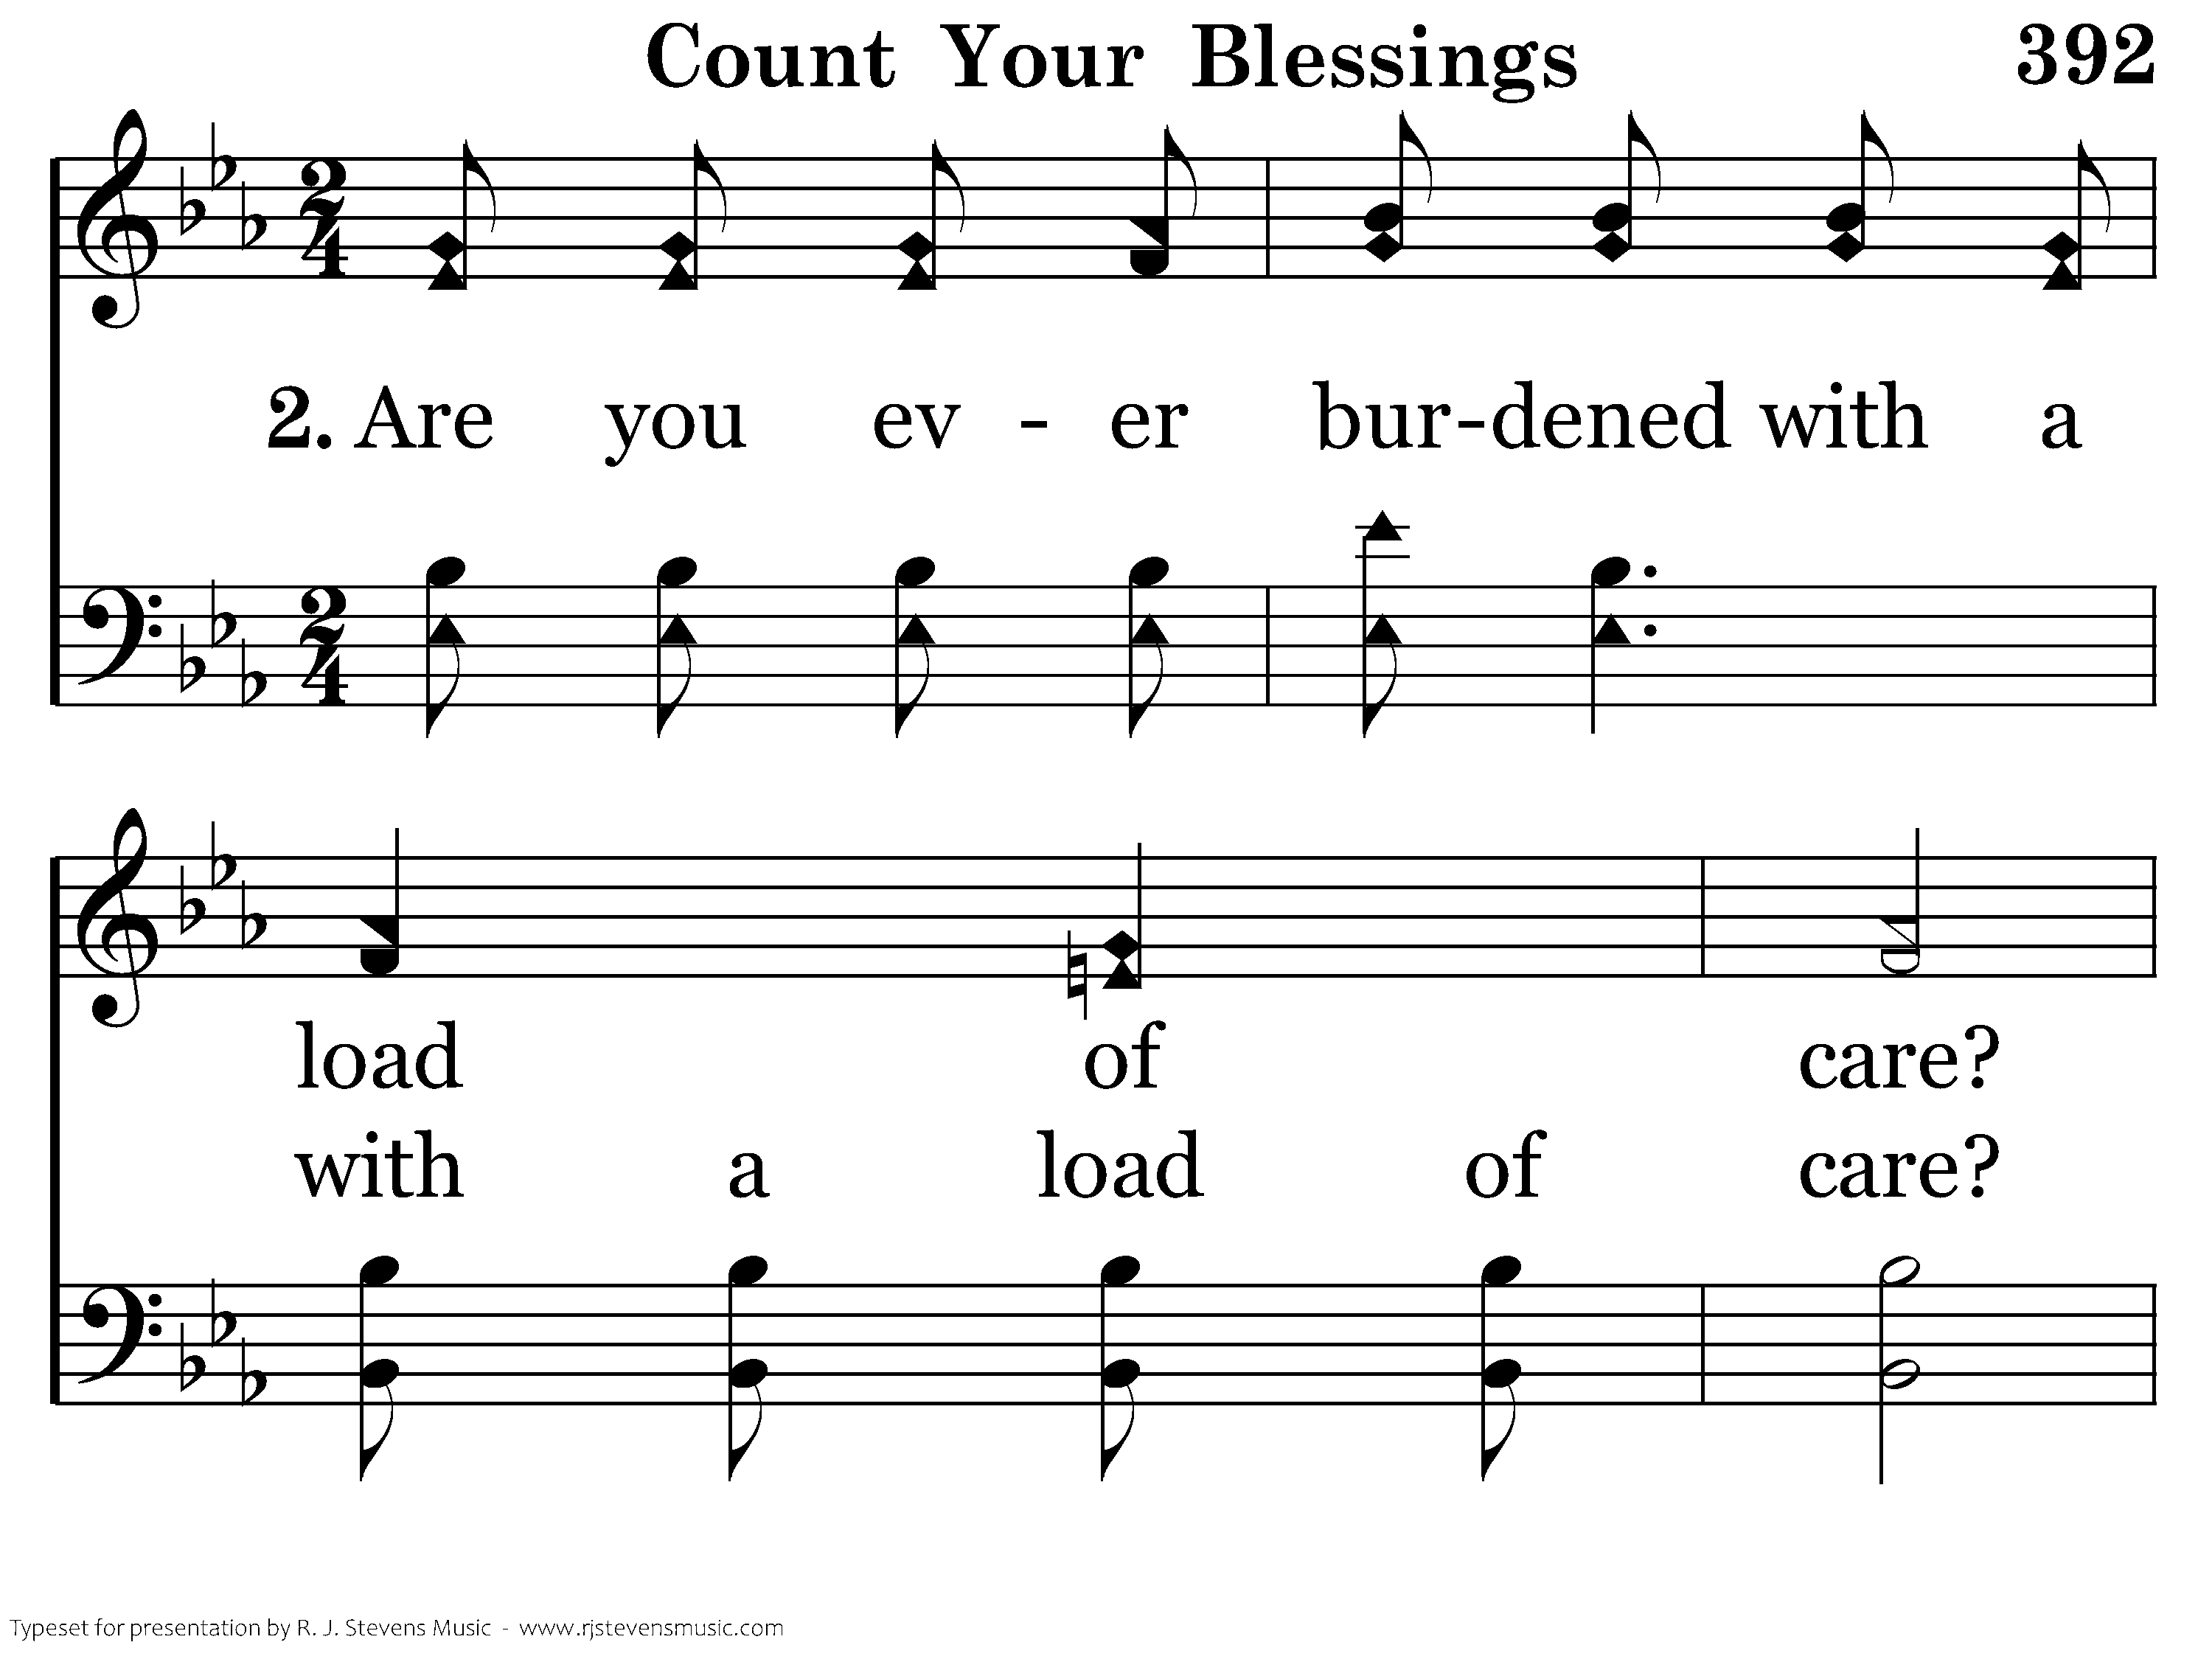 Count Your Blessings 392
2. Are you ev - er bur-dened with a
load of care?
with a load of care?
Typeset for presentation by R. J. Stevens Music - www.rjstevensmusic.com